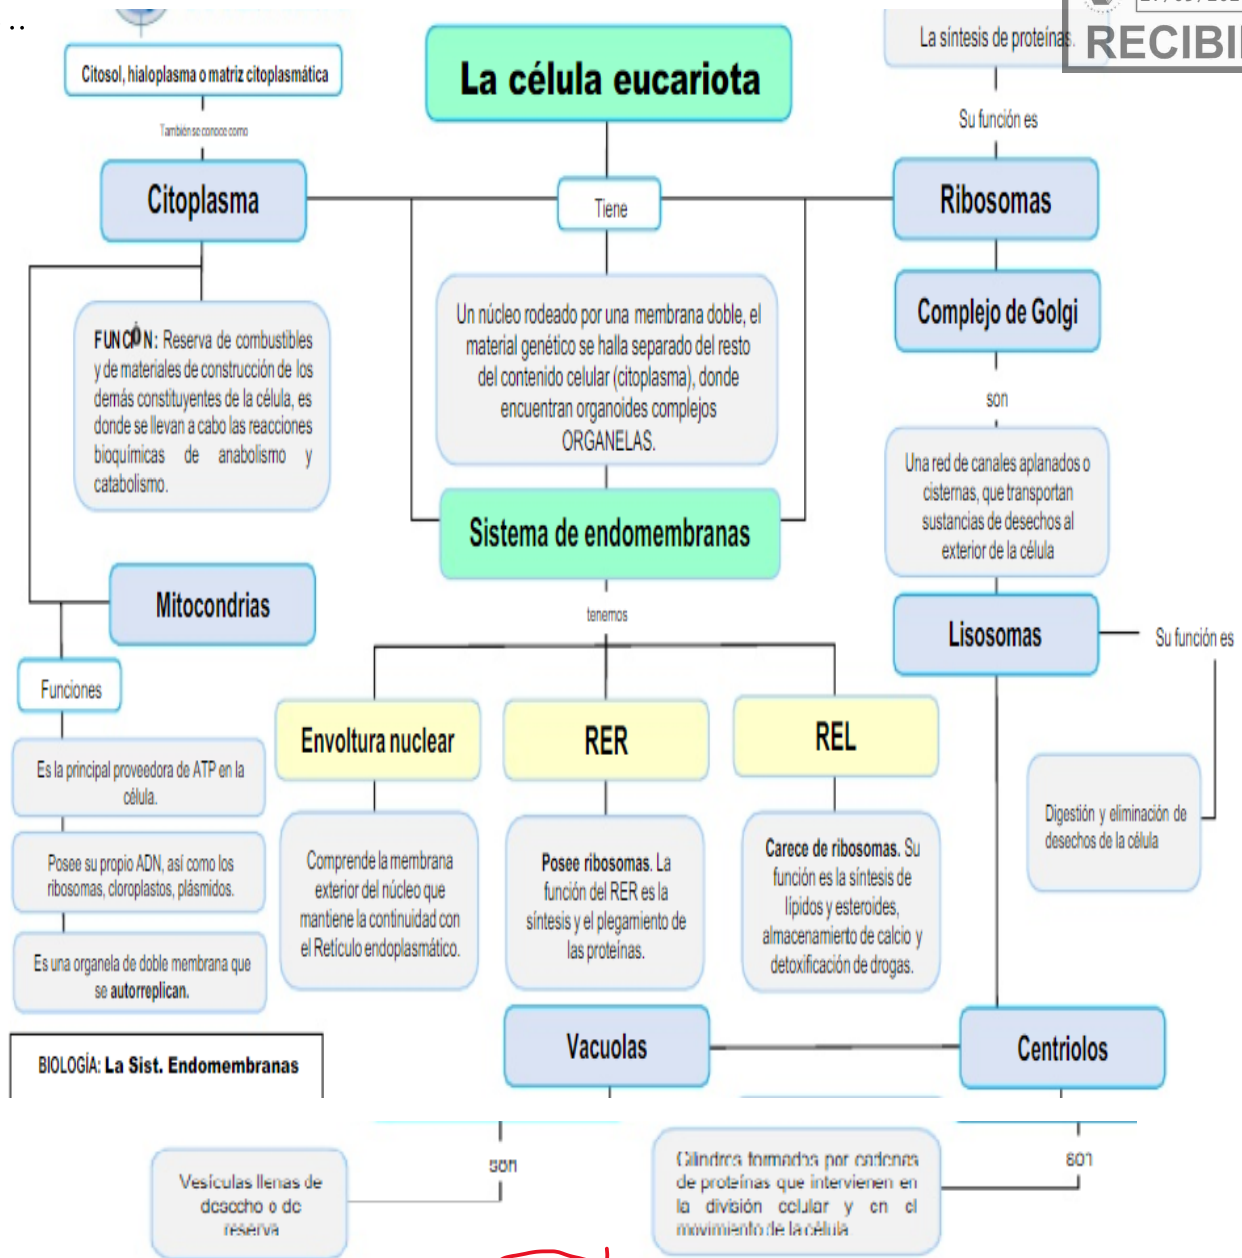 ..
La síntesis de proteínas.
Citosol, hialoplasma o matriz citoplasmática
La célula eucariota
También se conoce como
Su función es
Citoplasma
Tiene
Ribosomas
Un núcleo rodeado por una membrana doble, el
material genético se halla separado del resto
del contenido celular (citoplasma), donde
encuentran organoides complejos
ORGANELAS.
Complejo de Golgi
FUNCIÓN: Reserva de combustibles
y de materiales de construcción de los
demás constituyentes de la célula, es
donde se llevan a cabo las reacciones
bioquímicas de anabolismo y
catabolismo.
son
Una red de canales aplanados o
cisternas, que transportan
sustancias de desechos al
exterior de la célula
Sistema de endomembranas
Mitocondrias
tenemos
Lisosomas
Su función es
Funciones
Envoltura nuclear
RER
REL
Es la principal proveedora de ATP en la
célula.
Digestión y eliminación de
desechos de la célula
Posee su propio ADN, así como los
ribosomas, cloroplastos, plásmidos.
Comprende la membrana
exterior del núcleo que
mantiene la continuidad con
el Retículo endoplasmático.
Posee ribosomas. La
función del RER es la
síntesis y el plegamiento de
las proteínas.
Carece de ribosomas. Su
función es la síntesis de
lípidos y esteroides,
almacenamiento de calcio y
detoxificación de drogas.
Es una organela de doble membrana que
se autorreplican.
Vacuolas
Centriolos
BIOLOGÍA: La Sist. Endomembranas
son
Vesículas llenas de
desecho o de
reserva
Cilindros formados por cadenas
de proteínas que intervienen en
la división celular y en el
movimiento de la célula
son